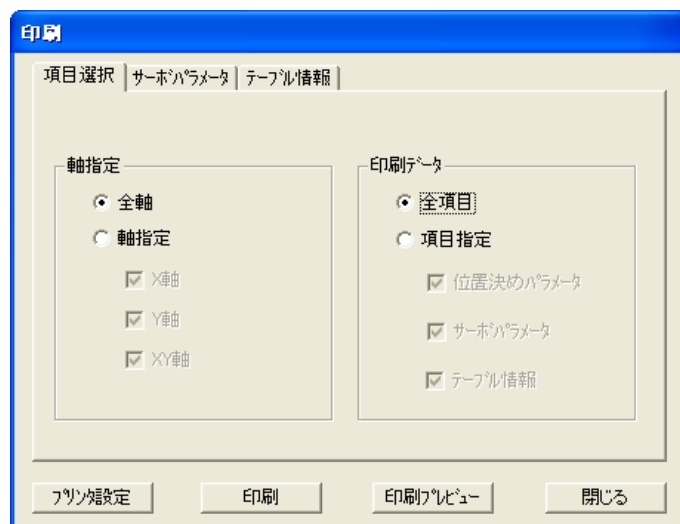 印刷
項目選択 サーボパラメータ テーブル情報
軸指定
全軸
軸指定
X軸
Y軸
XY軸
印刷データ
全項目
項目指定
位置決めパラメータ
サーボパラメータ
テーブル情報
プリンタ設定 印刷 印刷プレビュー 閉じる